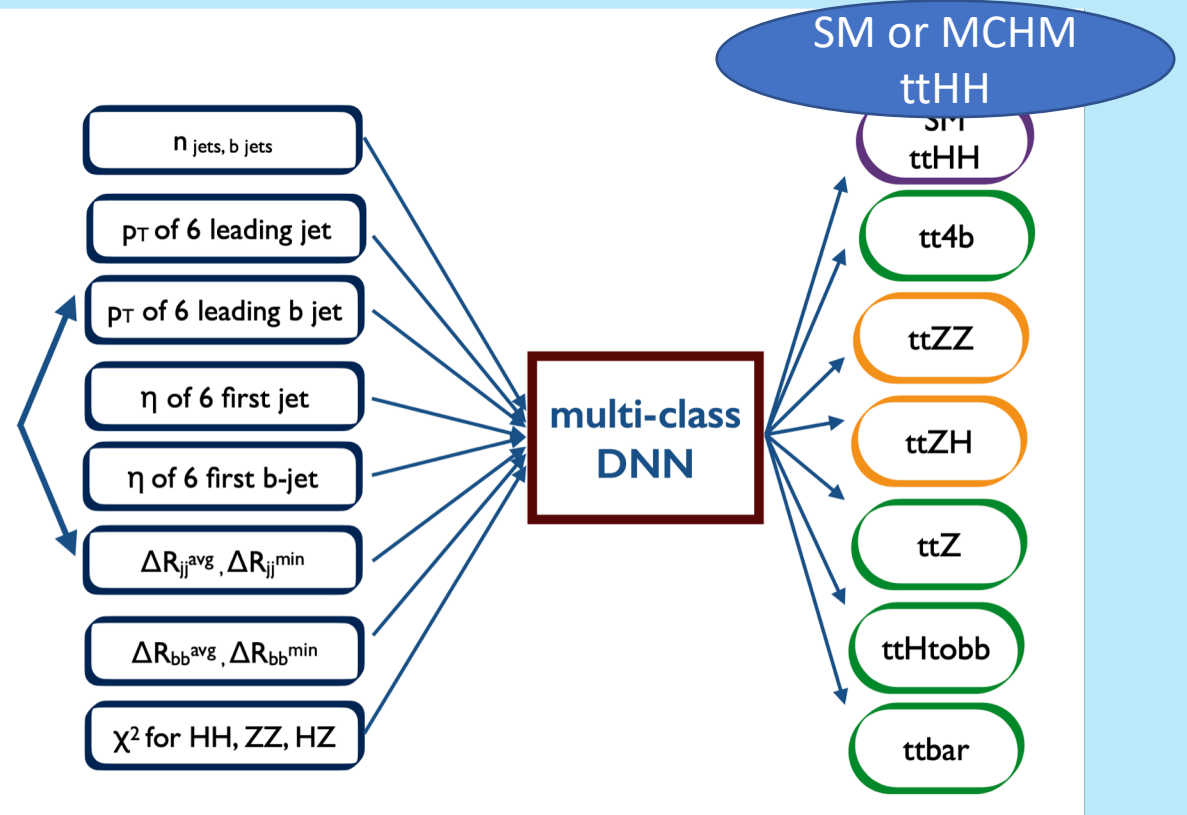 SM or MCHM
ttHH
n jets, b jets
pT of 6 leading jet
pT of 6 leading b jet
η of 6 first jet
η of 6 first b-jet
ΔRjjavg , ΔRjjmin
ΔRbbavg , ΔRbbmin
χ2 for HH, ZZ, HZ
multi-class
DNN
SM
ttHH
tt4b
ttZZ
ttZH
ttZ
ttHtobb
ttbar